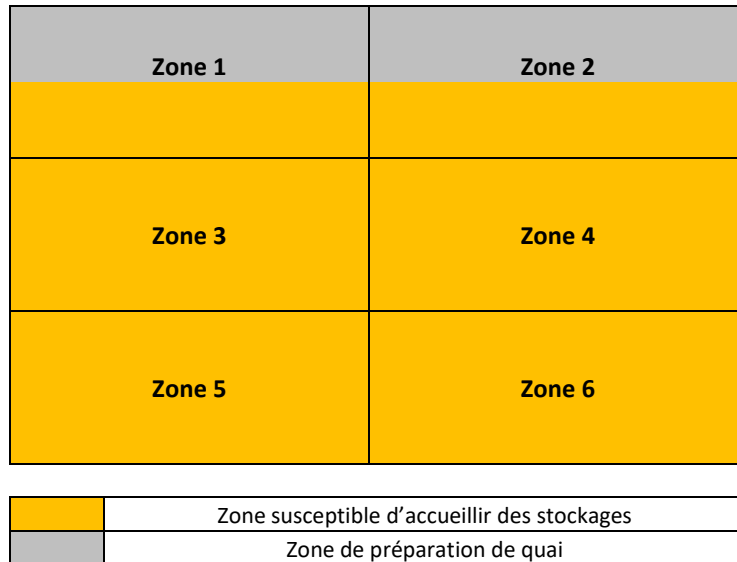 Zone 1 Zone 2
Zone 3 Zone 4
Zone 5 Zone 6
Zone susceptible d’accueillir des stockages
Zone de préparation de quai